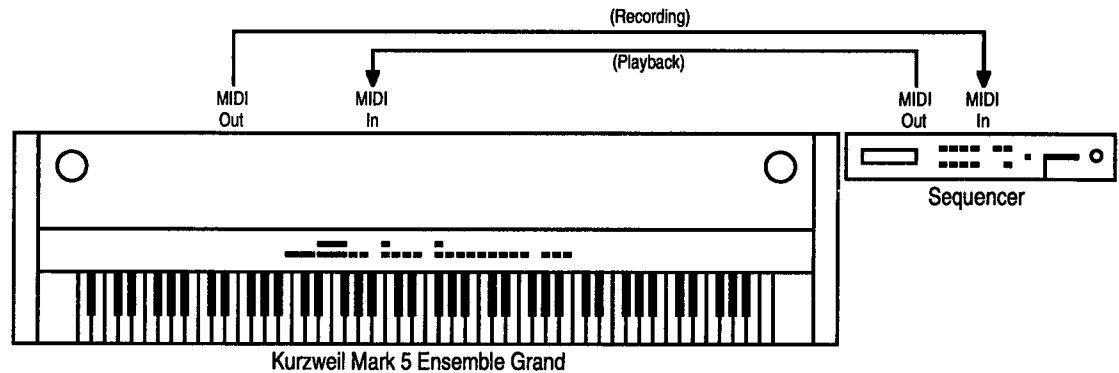 (Recording)
(Playback)
MIDI
Out
MIDI
In
MIDI
Out
MIDI
In
Sequencer
Kurzweil Mark 5 Ensemble Grand